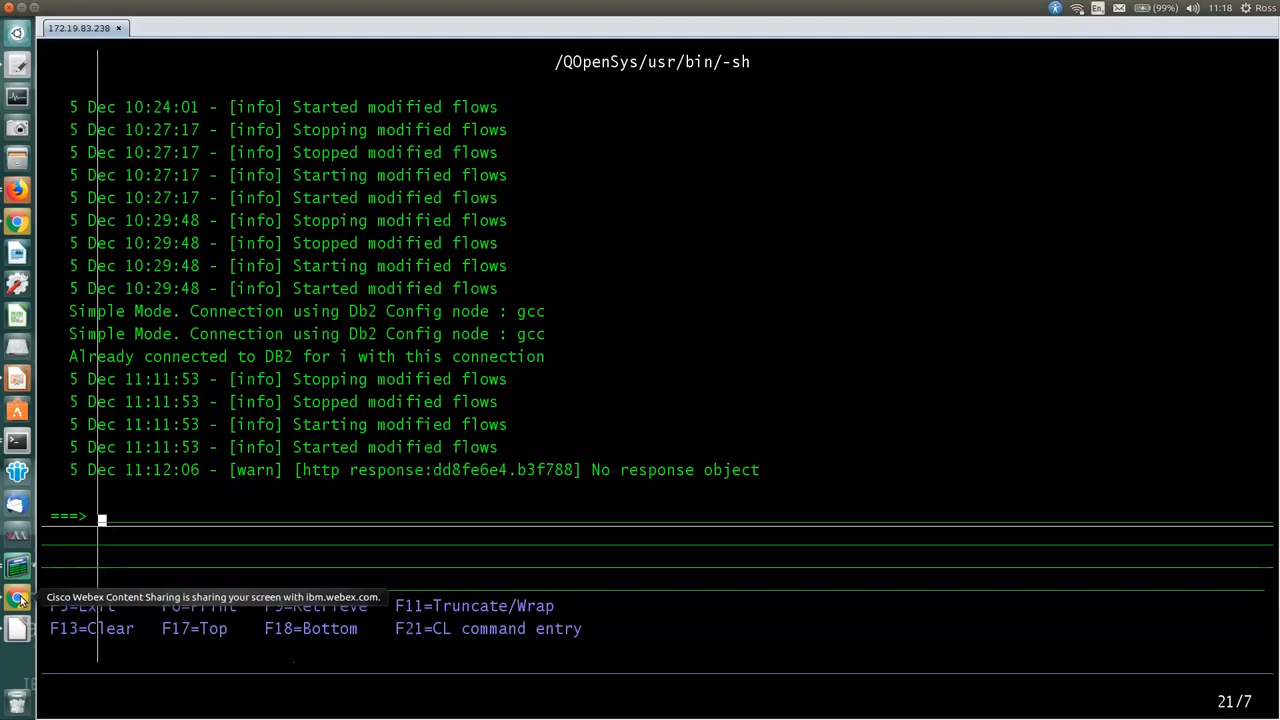 En
(99%)
11:18
Ross
172.19.83.238 ×
/QOpenSys/usr/bin/-sh
5 Dec 10:24:01 - [info] Started modified flows
5 Dec 10:27:17 - [info] Stopping modified flows
5 Dec 10:27:17 - [info] Stopped modified flows
5 Dec 10:27:17 - [info] Starting modified flows
5 Dec 10:27:17 - [info] Started modified flows
5 Dec 10:29:48 - [info] Stopping modified flows
5 Dec 10:29:48 - [info] Stopped modified flows
5 Dec 10:29:48 - [info] Starting modified flows
5 Dec 10:29:48 - [info] Started modified flows
Simple Mode. Connection using Db2 Config node : gcc
Simple Mode. Connection using Db2 Config node : gcc
Already connected to DB2 for i with this connection
5 Dec 11:11:53 - [info] Stopping modified flows
5 Dec 11:11:53 - [info] Stopped modified flows
5 Dec 11:11:53 - [info] Starting modified flows
5 Dec 11:11:53 - [info] Started modified flows
5 Dec 11:12:06 - [warn] [http response:dd8fe6e4.b3f788] No response object
===>
Cisco Webex Content Sharing is sharing your screen with ibm.webex.com.
F3=Exit F6=Print F9=Retrieve F11=Truncate/Wrap
F13=Clear F17=Top F18=Bottom F21=CL command entry
21/7